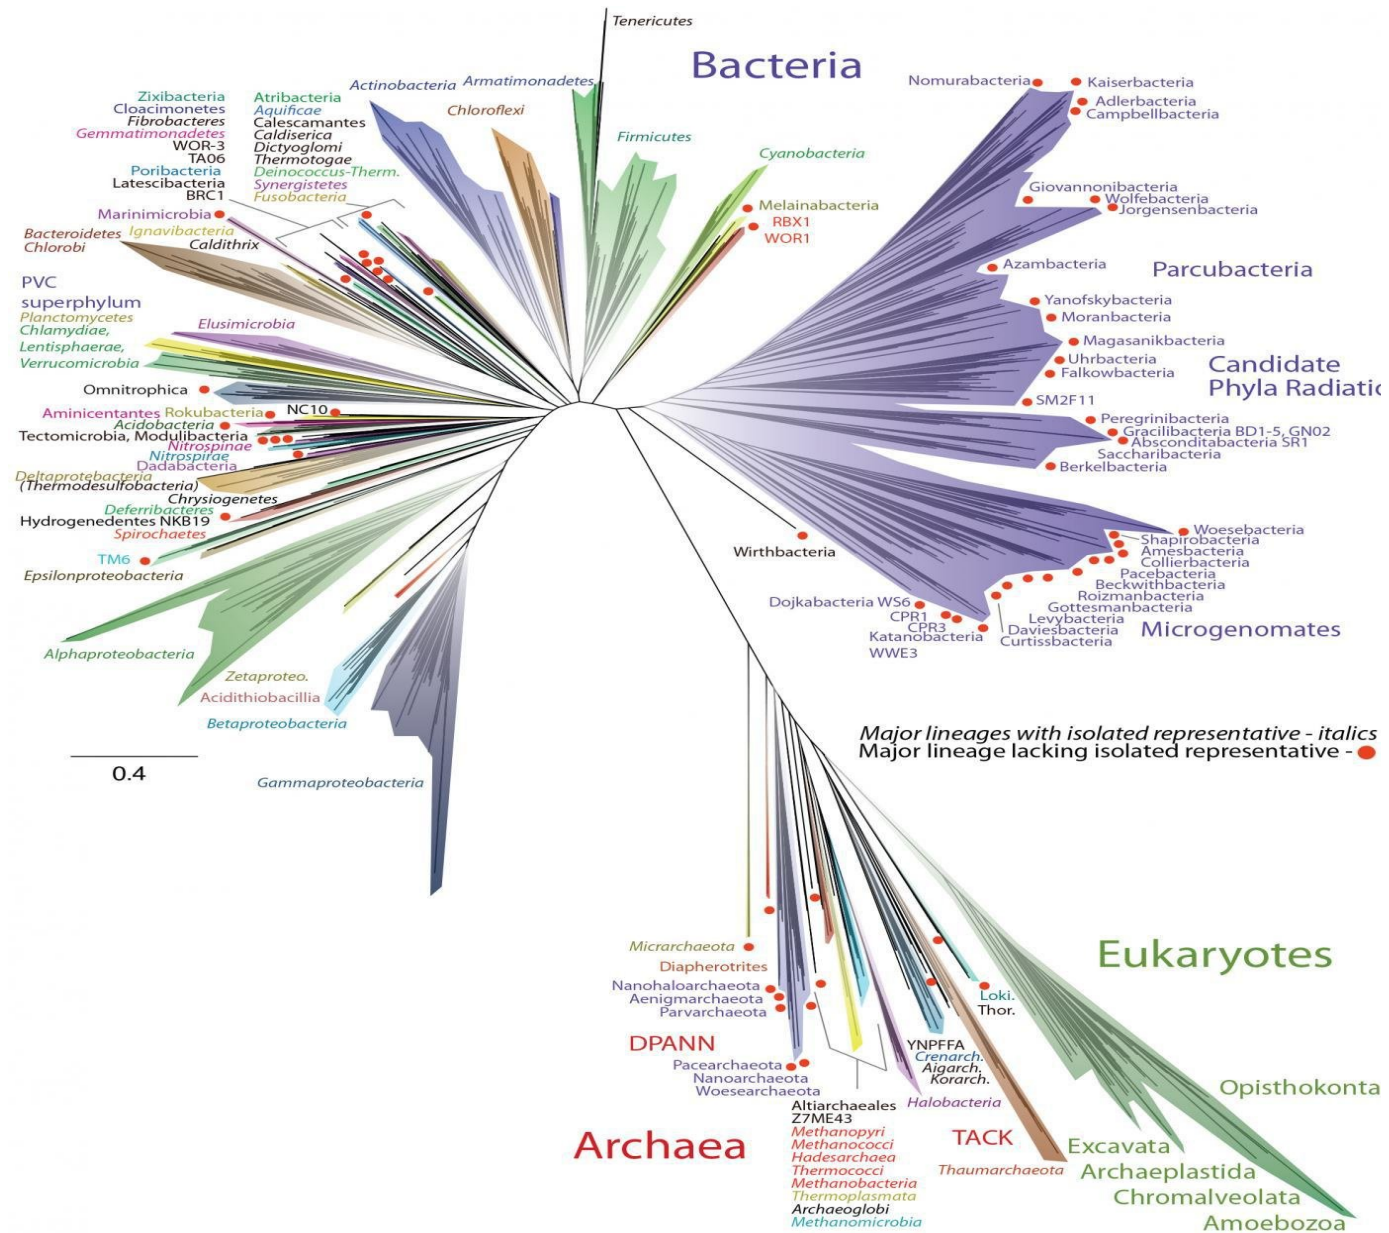 Tenericutes
Bacteria
Actinobacteria
Armatimonadetes
Nomurabacteria
Kaiserbacteria
Zixibacteria
Cloacimonetes
Fibrobacteres
Gemmatimonadetes
WOR-3
TA06
Poribacteria
Latescibacteria
BRC1
Atribacteria
Aquificae
Calescamantes
Caldiserica
Dictyoglomi
Thermotogae
Deinococcus-Therm.
Synergistetes
Fusobacteria
Chloroflexi
Firmicutes
Cyanobacteria
Melainabacteria
RBX1
WOR1
Adlerbacteria
Campbellbacteria
Giovannonibacteria
Wolfebacteria
Jorgensenbacteria
Azambacteria
Parcubacteria
Yanofskybacteria
Moranbacteria
Magasanikbacteria
Uhrbacteria
Falkowbacteria
Candidate
Phyla Radiatio
SM2F11
Peregrinibacteria
Gracilibacteria BD1-5, GN02
Absconditabacteria SR1
Saccharibacteria
Berkelbacteria
Marinimicrobia
Ignavibacteria
Bacteroidetes
Chlorobi
Caldithrix
PVC
superphylum
Planctomycetes
Chlamydiae,
Lentisphaerae,
Verrucomicrobia
Elusimicrobia
Omnitrophica
Aminicentantes Rokubacteria
NC10
Acidobacteria
Tectomicrobia, Modulibacteria
Nitrospinae
Nitrospirae
Dadabacteria
Deltaprotebacteria
(Thermodesulfobacteria)
Chrysiogenetes
Deferribacteres
Hydrogenedentes NKB19
Spirochaetes
TM6
Epsilonproteobacteria
Wirthbacteria
Woesebacteria
Shapirobacteria
Amesbacteria
Collierbacteria
Pacebacteria
Beckwithbacteria
Roizmanbacteria
Gottesmanbacteria
Levybacteria
Daviesbacteria
Curtissbacteria
Microgenomates
Dojkabacteria WS6
CPR1
CPR3
Katanobacteria
WWE3
Alphaproteobacteria
Zetaproteo.
Acidithiobacillia
Betaproteobacteria
0.4
Gammaproteobacteria
Major lineages with isolated representative - italics
Major lineage lacking isolated representative -
Micrarchaeota
Diapherotrites
Nanohaloarchaeota
Aenigmarchaeota
Parvarchaeota
DPANN
Pacearchaeota
Nanoarchaeota
Woesearchaeota
Eukaryotes
Loki.
Thor.
YNPFFA
Crenarch.
Aigarch.
Korarch.
Halobacteria
Altiarchaeales
Z7ME43
Methanopyri
Methanococci
Hadesarchaea
Thermococci
Methanobacteria
Thermoplasmata
Archaeoglobi
Methanomicrobia
Archaea
TACK
Thaumarchaeota
Opisthokonta
Excavata
Archaeplastida
Chromalveolata
Amoebozoa